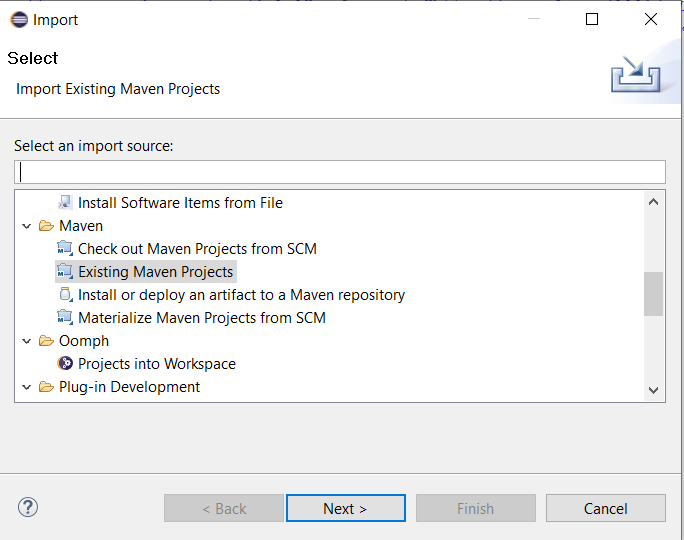 Import
Select
Import Existing Maven Projects
Select an import source:
Install Software Items from File
Maven
Check out Maven Projects from SCM
Existing Maven Projects
Install or deploy an artifact to a Maven repository
Materialize Maven Projects from SCM
Oomph
Projects into Workspace
Plug-in Development
? < Back Next > Finish Cancel